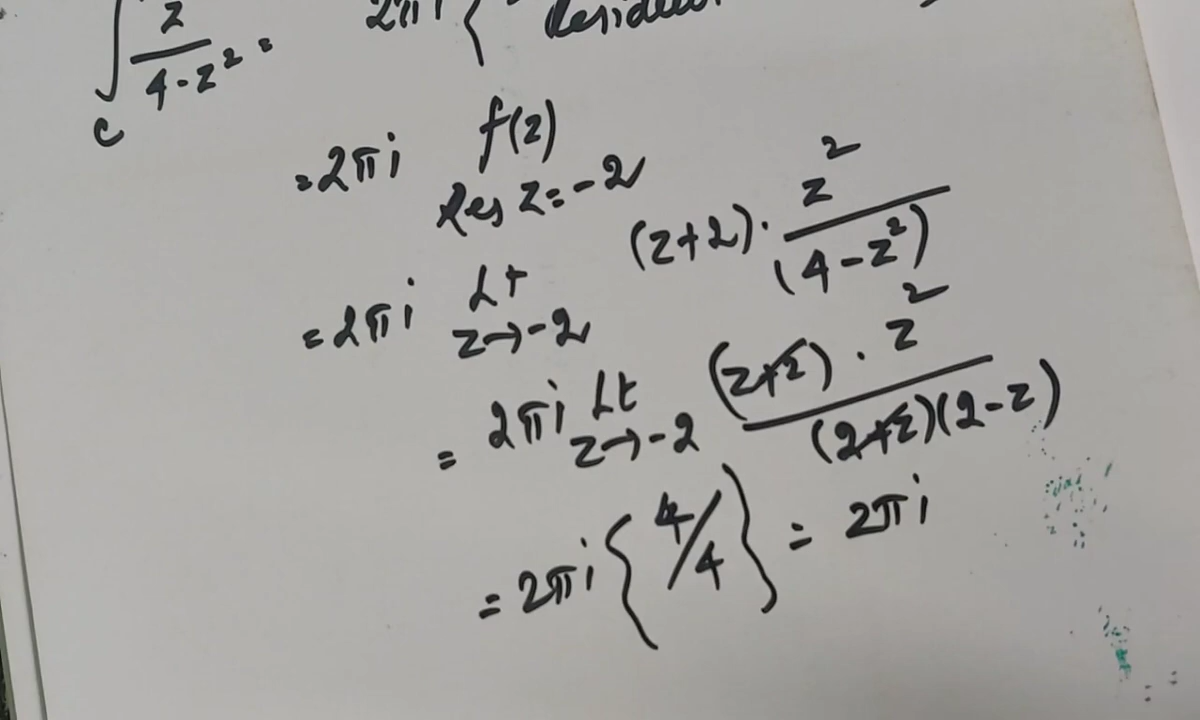 ∫ z / 4-z² = 2πi {
c
= 2πi f(z)
Res z=-2
= 2πi Lt z→-2 (z+2) · z² / (4-z²)
= 2πi Lt z→-2 (z+2) · z² / (2+z)(2-z)
= 2πi { 4/4 } = 2πi